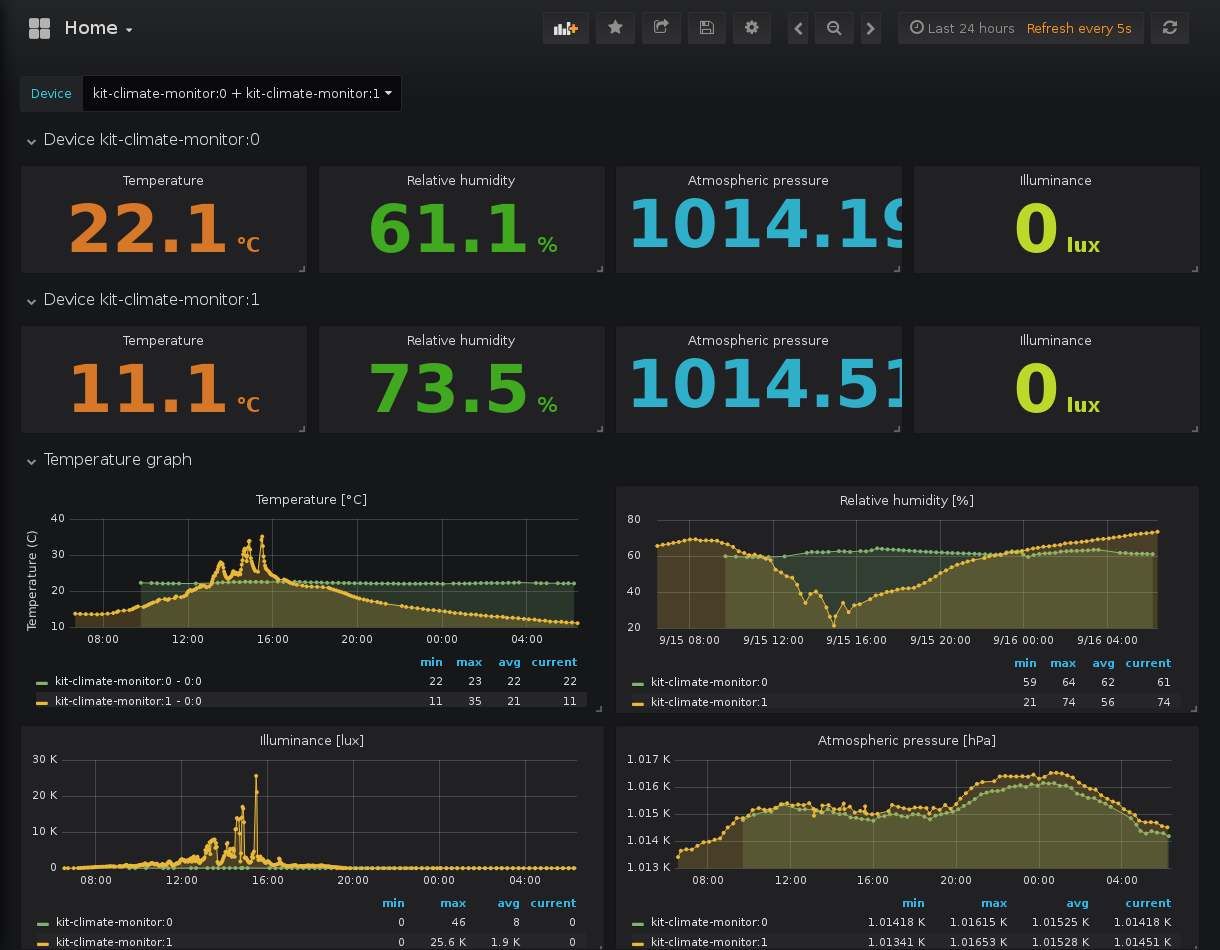 Home
Last 24 hours Refresh every 5s
Device kit-climate-monitor:0 + kit-climate-monitor:1
Device kit-climate-monitor:0
Temperature Relative humidity Atmospheric pressure Illuminance
22.1 °C 61.1 % 1014.19 0 lux
Device kit-climate-monitor:1
Temperature Relative humidity Atmospheric pressure Illuminance
11.1 °C 73.5 % 1014.51 0 lux
Temperature graph
Temperature [°C]
Temperature (C)
40
30
20
10
08:00 12:00 16:00 20:00 00:00 04:00
min max avg current
kit-climate-monitor:0 - 0:0 22 23 22 22
kit-climate-monitor:1 - 0:0 11 35 21 11
Relative humidity [%]
80
60
40
20
9/15 08:00 9/15 12:00 9/15 16:00 9/15 20:00 9/16 00:00 9/16 04:00
min max avg current
kit-climate-monitor:0 59 64 62 61
kit-climate-monitor:1 21 74 56 74
Illuminance [lux]
30 K
20 K
10 K
0
08:00 12:00 16:00 20:00 00:00 04:00
min max avg current
kit-climate-monitor:0 0 46 8 0
kit-climate-monitor:1 0 25.6 K 1.9 K 0
Atmospheric pressure [hPa]
1.017 K
1.016 K
1.015 K
1.014 K
1.013 K
08:00 12:00 16:00 20:00 00:00 04:00
min max avg current
kit-climate-monitor:0 1.01418 K 1.01615 K 1.01525 K 1.01418 K
kit-climate-monitor:1 1.01341 K 1.01653 K 1.01528 K 1.01451 K